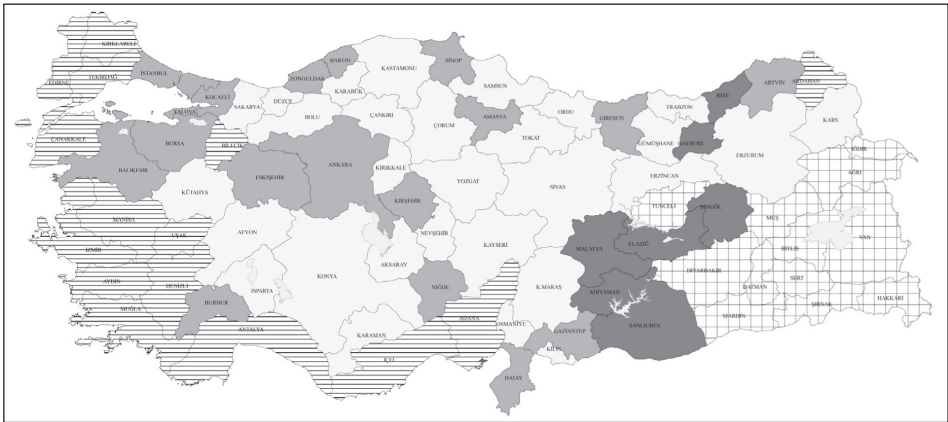 KIRKLARELİ
EDİRNE
TEKİRDAĞ
İSTANBUL
KOCAELİ
YALOVA
SAKARYA
DÜZCE
ZONGULDAK
BARTIN
KARABÜK
KASTAMONU
SİNOP
SAMSUN
ORDU
GİRESUN
TRABZON
RİZE
ARTVİN
ARDAHAN
KARS
ÇANAKKALE
BURSA
BİLECİK
BOLU
ÇANKIRI
ÇORUM
AMASYA
TOKAT
GÜMÜŞHANE
BAYBURT
ERZURUM
IĞDIR
AĞRI
BALIKESİR
KÜTAHYA
ESKİŞEHİR
ANKARA
KIRIKKALE
KIRŞEHİR
YOZGAT
SİVAS
ERZİNCAN
TUNCELİ
BİNGÖL
MUŞ
BİTLİS
VAN
MANİSA
UŞAK
AFYON
İZMİR
NEVŞEHİR
KAYSERİ
MALATYA
ELAZIĞ
DİYARBAKIR
BATMAN
SİİRT
ŞIRNAK
HAKKARİ
AYDIN
DENİZLİ
ISPARTA
KONYA
AKSARAY
NİĞDE
K.MARAŞ
ADIYAMAN
ŞANLIURFA
MARDİN
MUĞLA
BURDUR
ANTALYA
KARAMAN
İÇEL
ADANA
OSMANİYE
GAZİANTEP
KİLİS
HATAY